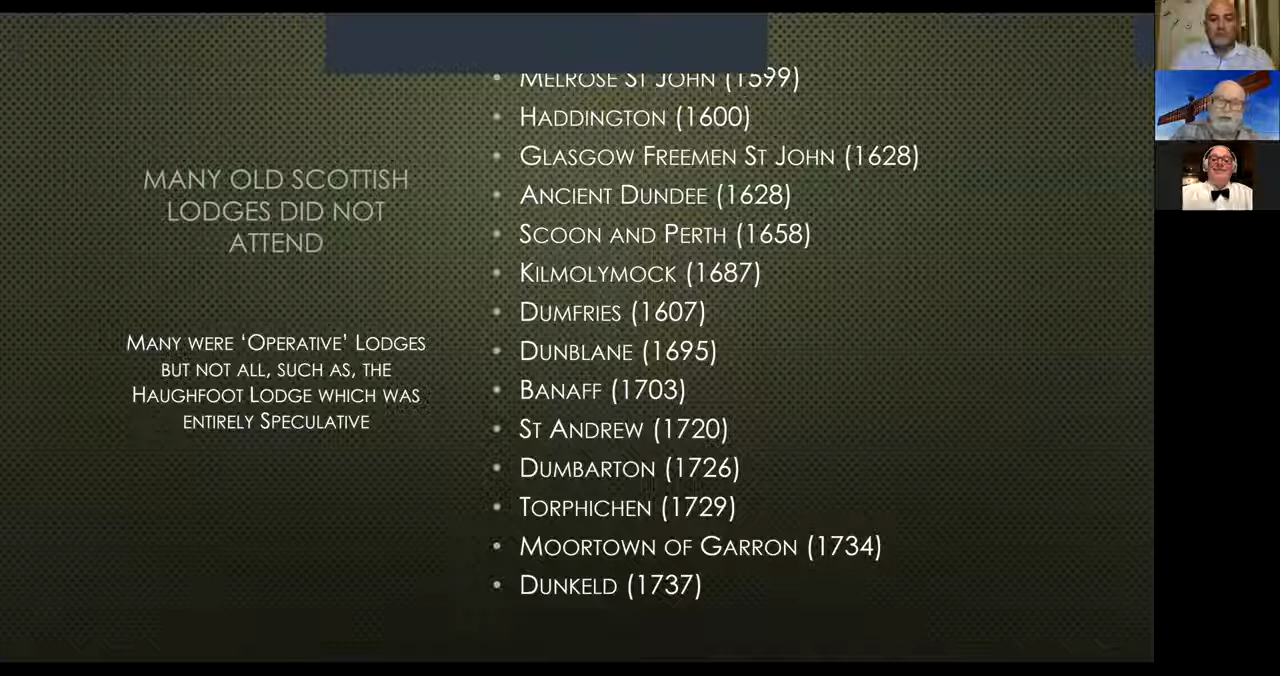 MANY OLD SCOTTISH
LODGES DID NOT
ATTEND
MANY WERE ‘OPERATIVE’ LODGES
BUT NOT ALL, SUCH AS, THE
HAUGHFOOT LODGE WHICH WAS
ENTIRELY SPECULATIVE
• MELROSE ST JOHN (1599)
• HADDINGTON (1600)
• GLASGOW FREEMEN ST JOHN (1628)
• ANCIENT DUNDEE (1628)
• SCOON AND PERTH (1658)
• KILMOLYMOCK (1687)
• DUMFRIES (1607)
• DUNBLANE (1695)
• BANAFF (1703)
• ST ANDREW (1720)
• DUMBARTON (1726)
• TORPHICHEN (1729)
• MOORTOWN OF GARRON (1734)
• DUNKELD (1737)